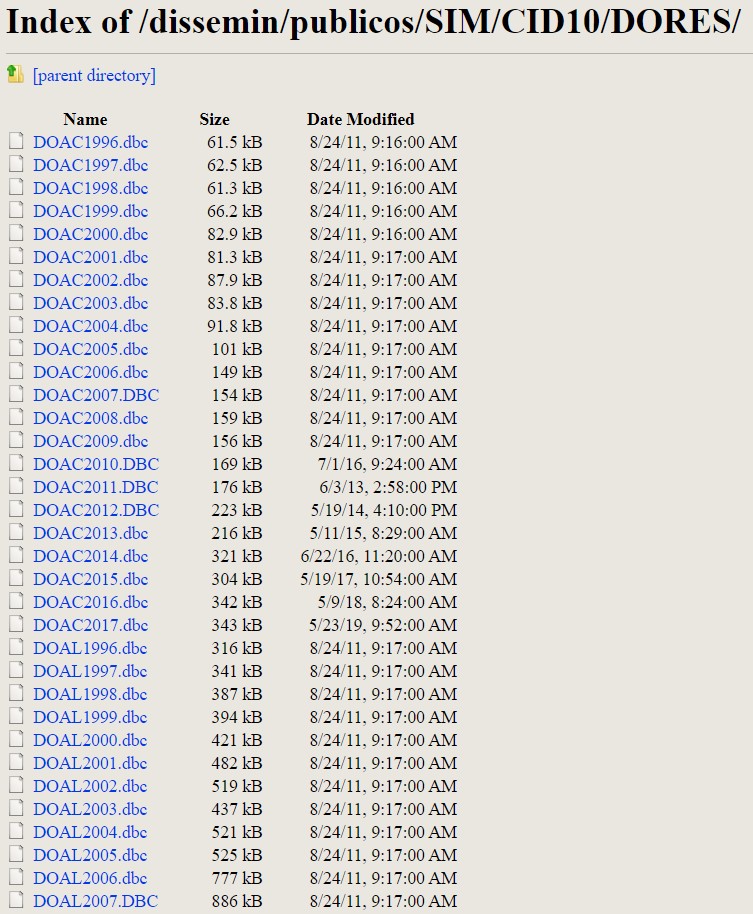 Index of /dissemin/publicos/SIM/CID10/DORES/
[parent directory]
Name Size Date Modified
DOAC1996.dbc 61.5 kB 8/24/11, 9:16:00 AM
DOAC1997.dbc 62.5 kB 8/24/11, 9:16:00 AM
DOAC1998.dbc 61.3 kB 8/24/11, 9:16:00 AM
DOAC1999.dbc 66.2 kB 8/24/11, 9:16:00 AM
DOAC2000.dbc 82.9 kB 8/24/11, 9:16:00 AM
DOAC2001.dbc 81.3 kB 8/24/11, 9:17:00 AM
DOAC2002.dbc 87.9 kB 8/24/11, 9:17:00 AM
DOAC2003.dbc 83.8 kB 8/24/11, 9:17:00 AM
DOAC2004.dbc 91.8 kB 8/24/11, 9:17:00 AM
DOAC2005.dbc 101 kB 8/24/11, 9:17:00 AM
DOAC2006.dbc 149 kB 8/24/11, 9:17:00 AM
DOAC2007.DBC 154 kB 8/24/11, 9:17:00 AM
DOAC2008.dbc 159 kB 8/24/11, 9:17:00 AM
DOAC2009.dbc 156 kB 8/24/11, 9:17:00 AM
DOAC2010.DBC 169 kB 7/1/16, 9:24:00 AM
DOAC2011.DBC 176 kB 6/3/13, 2:58:00 PM
DOAC2012.DBC 223 kB 5/19/14, 4:10:00 PM
DOAC2013.dbc 216 kB 5/11/15, 8:29:00 AM
DOAC2014.dbc 321 kB 6/22/16, 11:20:00 AM
DOAC2015.dbc 304 kB 5/19/17, 10:54:00 AM
DOAC2016.dbc 342 kB 5/9/18, 8:24:00 AM
DOAC2017.dbc 343 kB 5/23/19, 9:52:00 AM
DOAL1996.dbc 316 kB 8/24/11, 9:17:00 AM
DOAL1997.dbc 341 kB 8/24/11, 9:17:00 AM
DOAL1998.dbc 387 kB 8/24/11, 9:17:00 AM
DOAL1999.dbc 394 kB 8/24/11, 9:17:00 AM
DOAL2000.dbc 421 kB 8/24/11, 9:17:00 AM
DOAL2001.dbc 482 kB 8/24/11, 9:17:00 AM
DOAL2002.dbc 519 kB 8/24/11, 9:17:00 AM
DOAL2003.dbc 437 kB 8/24/11, 9:17:00 AM
DOAL2004.dbc 521 kB 8/24/11, 9:17:00 AM
DOAL2005.dbc 525 kB 8/24/11, 9:17:00 AM
DOAL2006.dbc 777 kB 8/24/11, 9:17:00 AM
DOAL2007.DBC 886 kB 8/24/11, 9:17:00 AM